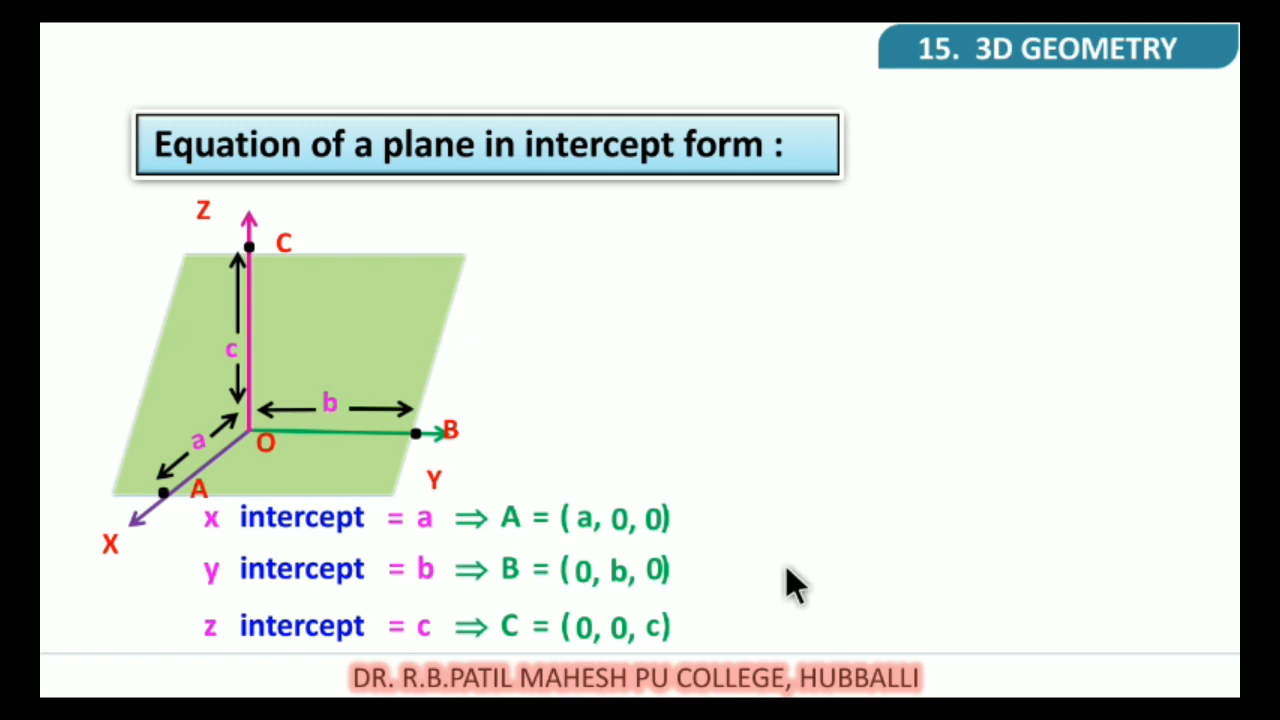 15. 3D GEOMETRY
Equation of a plane in intercept form :
Z
C
c
b
a
O
B
A
Y
X
x intercept = a ⇒ A = (a, 0, 0)
y intercept = b ⇒ B = (0, b, 0)
z intercept = c ⇒ C = (0, 0, c)
DR. R.B.PATIL MAHESH PU COLLEGE, HUBBALLI